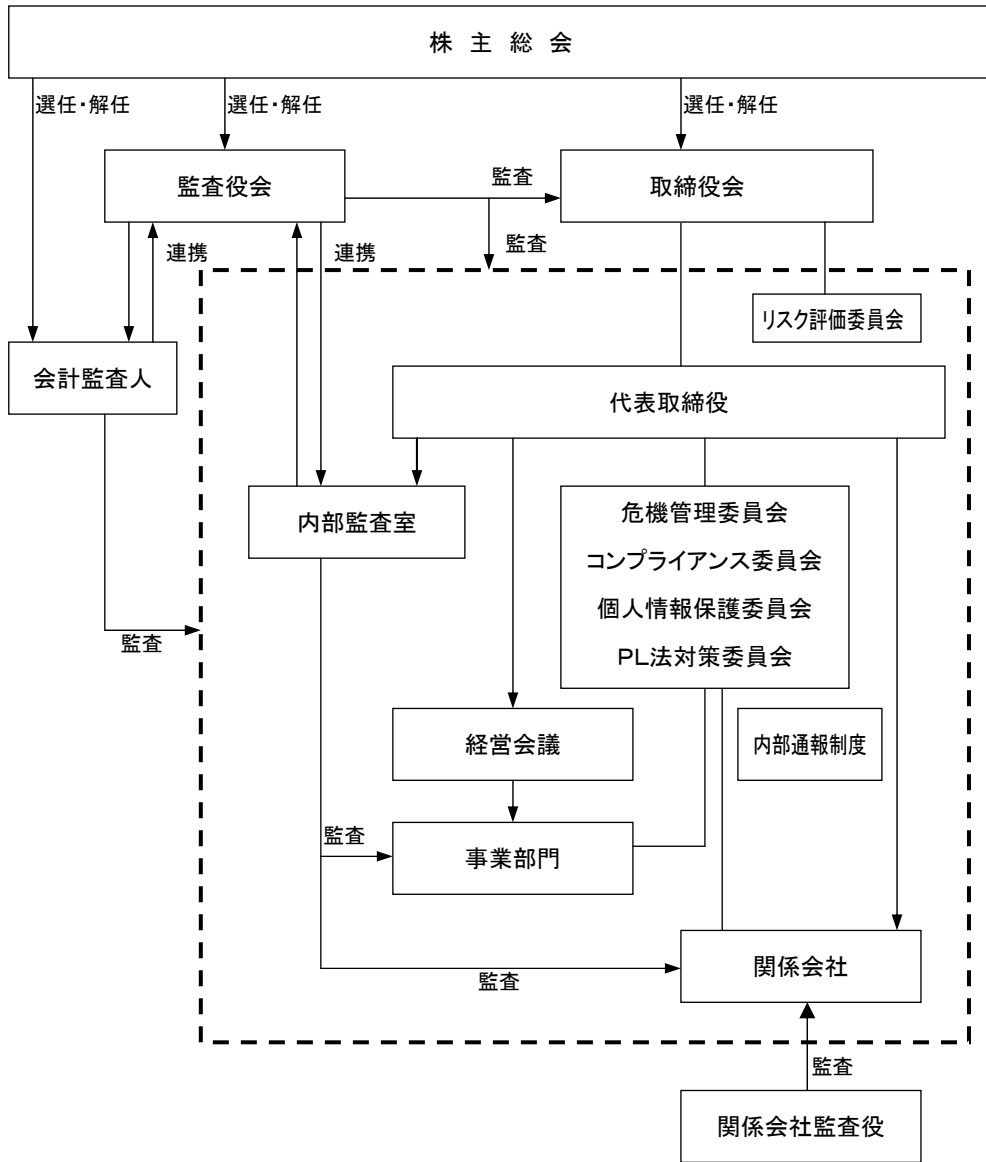 株 主 総 会
選任・解任
選任・解任
選任・解任
監査役会
監査
取締役会
連携
連携
監査
リスク評価委員会
会計監査人
代表取締役
内部監査室
危機管理委員会
コンプライアンス委員会
個人情報保護委員会
PL法対策委員会
監査
経営会議
内部通報制度
監査
事業部門
関係会社
監査
監査
関係会社監査役